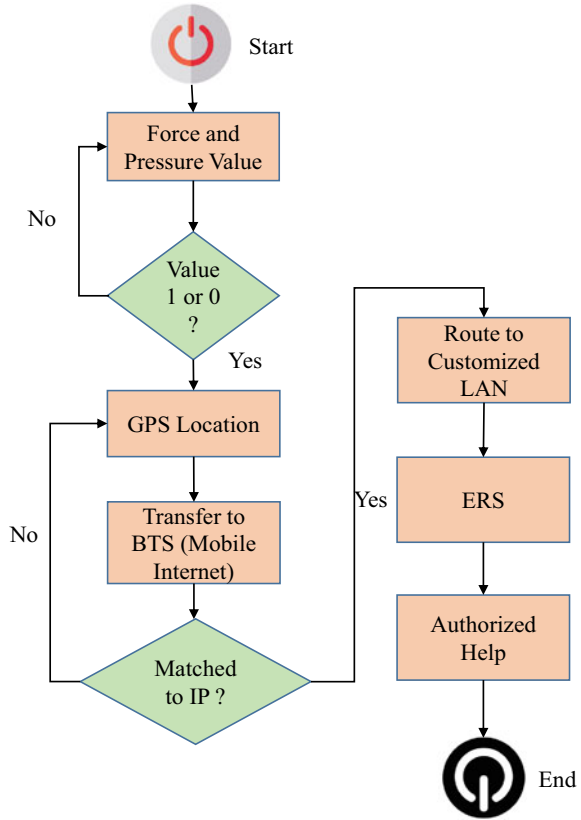 Start
Force and
Pressure Value
No
Value
1 or 0
?
Yes
GPS Location
No
Transfer to
BTS (Mobile
Internet)
Matched
to IP ?
Yes
Route to
Customized
LAN
ERS
Authorized
Help
End